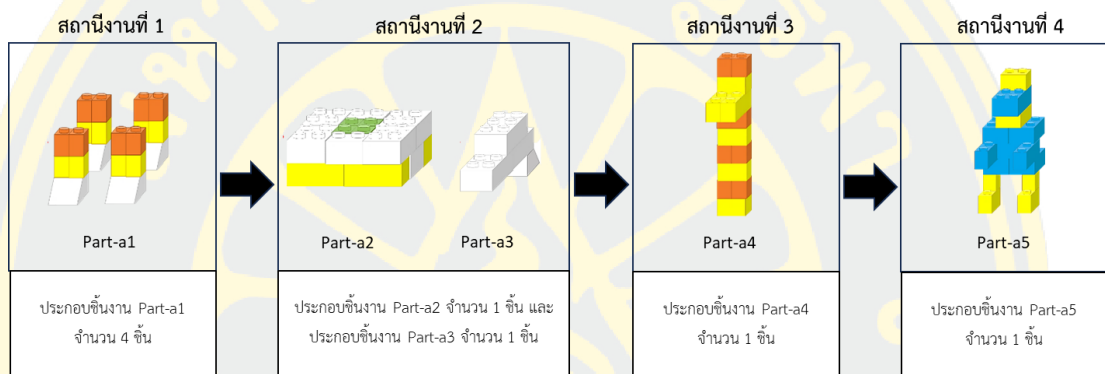 สถานีงานที่ 1
สถานีงานที่ 2
สถานีงานที่ 3
สถานีงานที่ 4
Part-a1
Part-a2
Part-a3
Part-a4
Part-a5
ประกอบชิ้นงาน Part-a1
จำนวน 4 ชิ้น
ประกอบชิ้นงาน Part-a2 จำนวน 1 ชิ้น และ
ประกอบชิ้นงาน Part-a3 จำนวน 1 ชิ้น
ประกอบชิ้นงาน Part-a4
จำนวน 1 ชิ้น
ประกอบชิ้นงาน Part-a5
จำนวน 1 ชิ้น